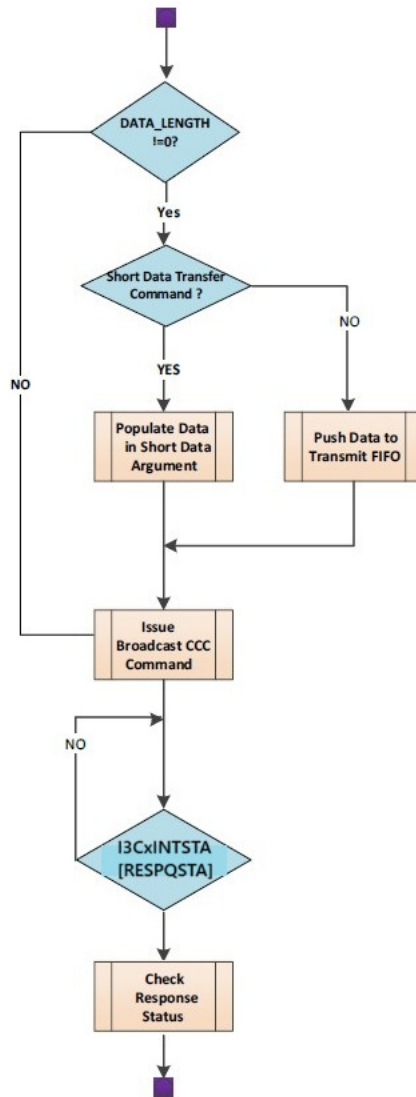 DATA_LENGTH
!=0?
Yes
Short Data Transfer
Command ?
NO
NO
YES
Populate Data
in Short Data
Argument
Push Data to
Transmit FIFO
Issue
Broadcast CCC
Command
NO
I3CxINTSTA
[RESPQSTA]
Check
Response
Status